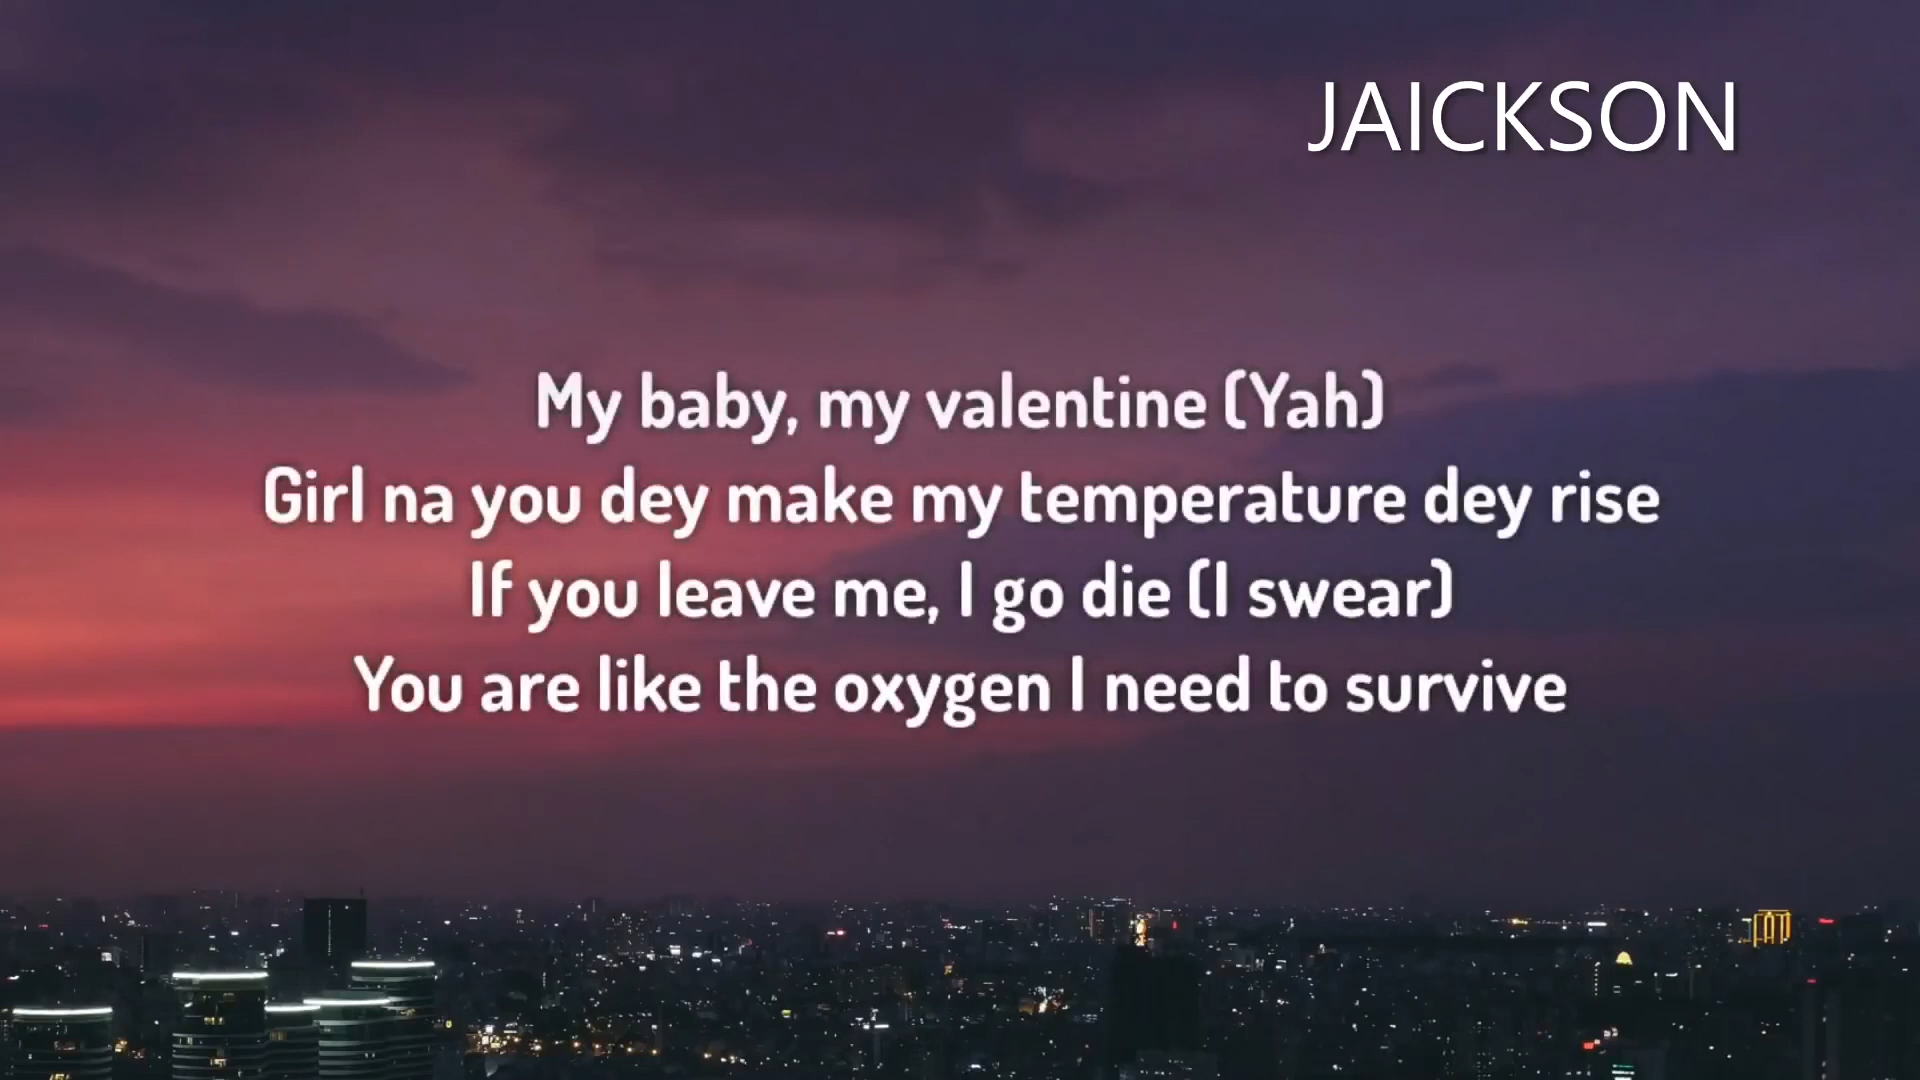 JAICKSON
My baby, my valentine (Yah)
Girl na you dey make my temperature dey rise
If you leave me, I go die (I swear)
You are like the oxygen I need to survive